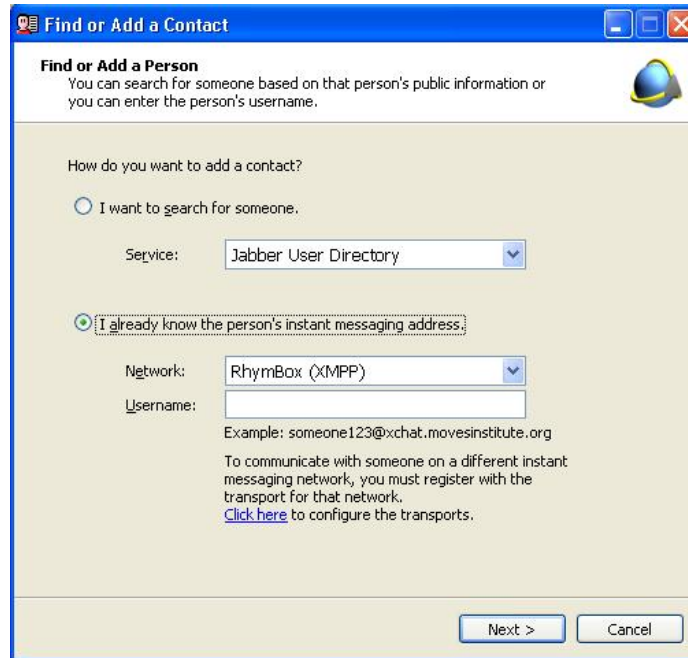 Find or Add a Contact
Find or Add a Person
You can search for someone based on that person's public information or
you can enter the person's username.
How do you want to add a contact?
I want to search for someone.
Service:
Jabber User Directory
I already know the person's instant messaging address.
Network:
RhymBox (XMPP)
Username:
Example: someone123@xchat.movesinstitute.org
To communicate with someone on a different instant
messaging network, you must register with the
transport for that network.
Click here to configure the transports.
Next >
Cancel